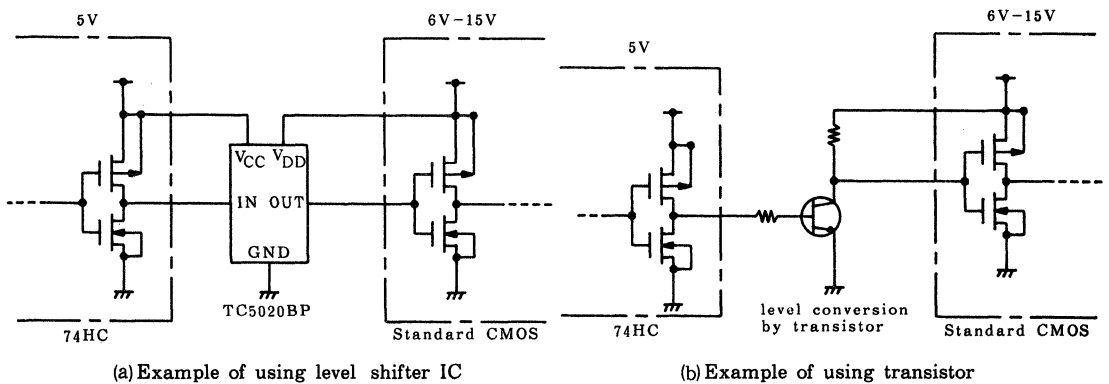 5V
6V-15V
VCC VDD
IN OUT
GND
TC5020BP
74HC
Standard CMOS
(a) Example of using level shifter IC
5V
6V-15V
level conversion
by transistor
74HC
Standard CMOS
(b) Example of using transistor